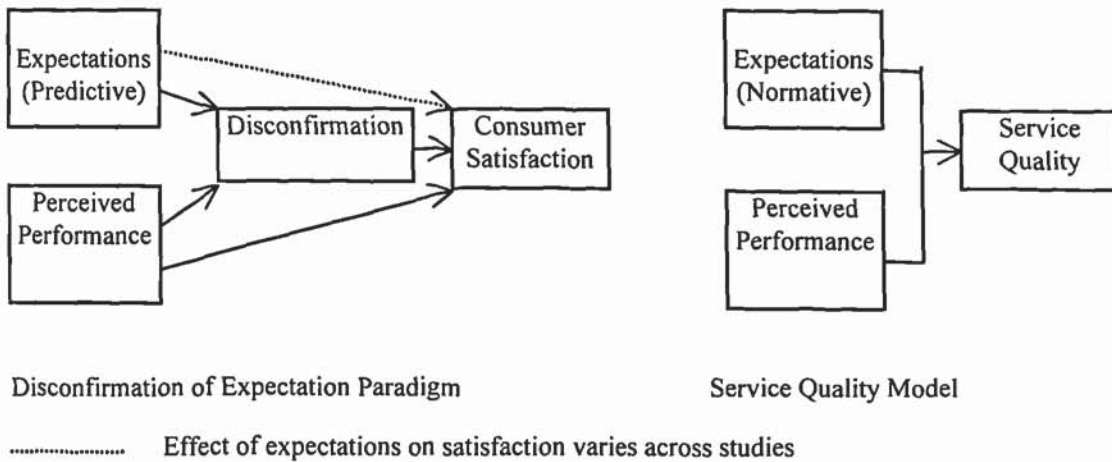 Expectations
(Predictive)
Disconfirmation
Consumer
Satisfaction
Perceived
Performance
Expectations
(Normative)
Service
Quality
Perceived
Performance
Disconfirmation of Expectation Paradigm
Service Quality Model
Effect of expectations on satisfaction varies across studies